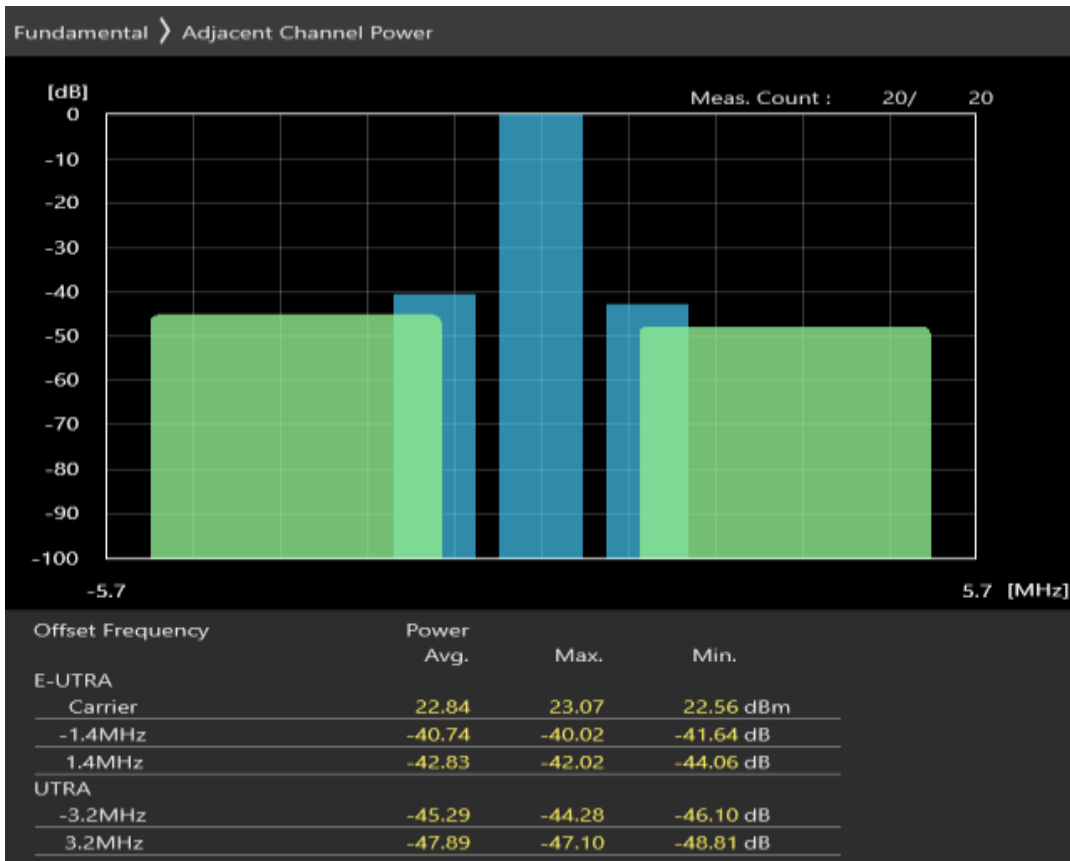 Fundamental 〉 Adjacent Channel Power
[dB]
Meas. Count : 20/ 20
0
-10
-20
-30
-40
-50
-60
-70
-80
-90
-100
-5.7 5.7 [MHz]
Offset Frequency Power
Avg. Max. Min.
E-UTRA
Carrier 22.84 23.07 22.56 dBm
-1.4MHz -40.74 -40.02 -41.64 dB
1.4MHz -42.83 -42.02 -44.06 dB
UTRA
-3.2MHz -45.29 -44.28 -46.10 dB
3.2MHz -47.89 -47.10 -48.81 dB